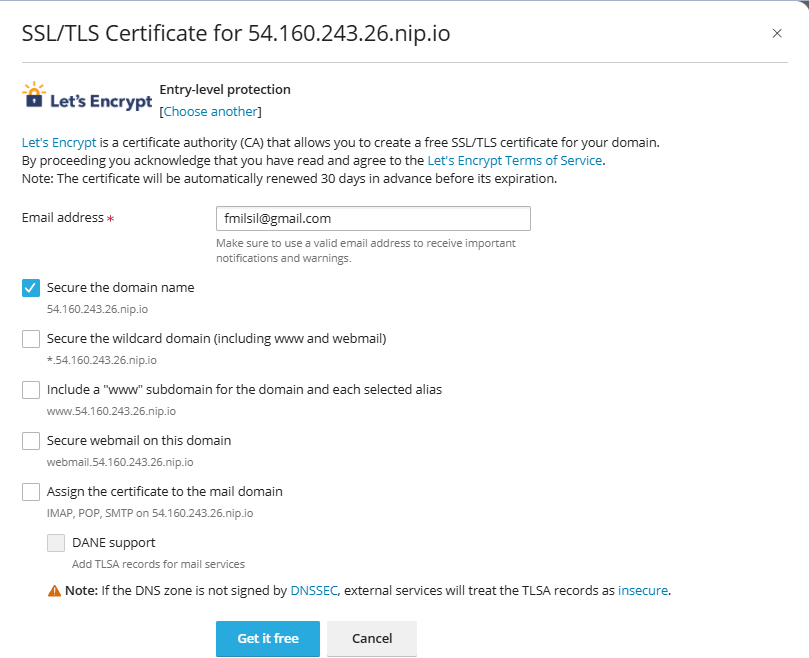 SSL/TLS Certificate for 54.160.243.26.nip.io
Let's Encrypt
Entry-level protection
[Choose another]
Let's Encrypt is a certificate authority (CA) that allows you to create a free SSL/TLS certificate for your domain.
By proceeding you acknowledge that you have read and agree to the Let's Encrypt Terms of Service.
Note: The certificate will be automatically renewed 30 days in advance before its expiration.
Email address * fmilsil@gmail.com
Make sure to use a valid email address to receive important
notifications and warnings.
Secure the domain name
54.160.243.26.nip.io
Secure the wildcard domain (including www and webmail)
*.54.160.243.26.nip.io
Include a "www" subdomain for the domain and each selected alias
www.54.160.243.26.nip.io
Secure webmail on this domain
webmail.54.160.243.26.nip.io
Assign the certificate to the mail domain
IMAP, POP, SMTP on 54.160.243.26.nip.io
DANE support
Add TLSA records for mail services
Note: If the DNS zone is not signed by DNSSEC, external services will treat the TLSA records as insecure.
Get it free Cancel